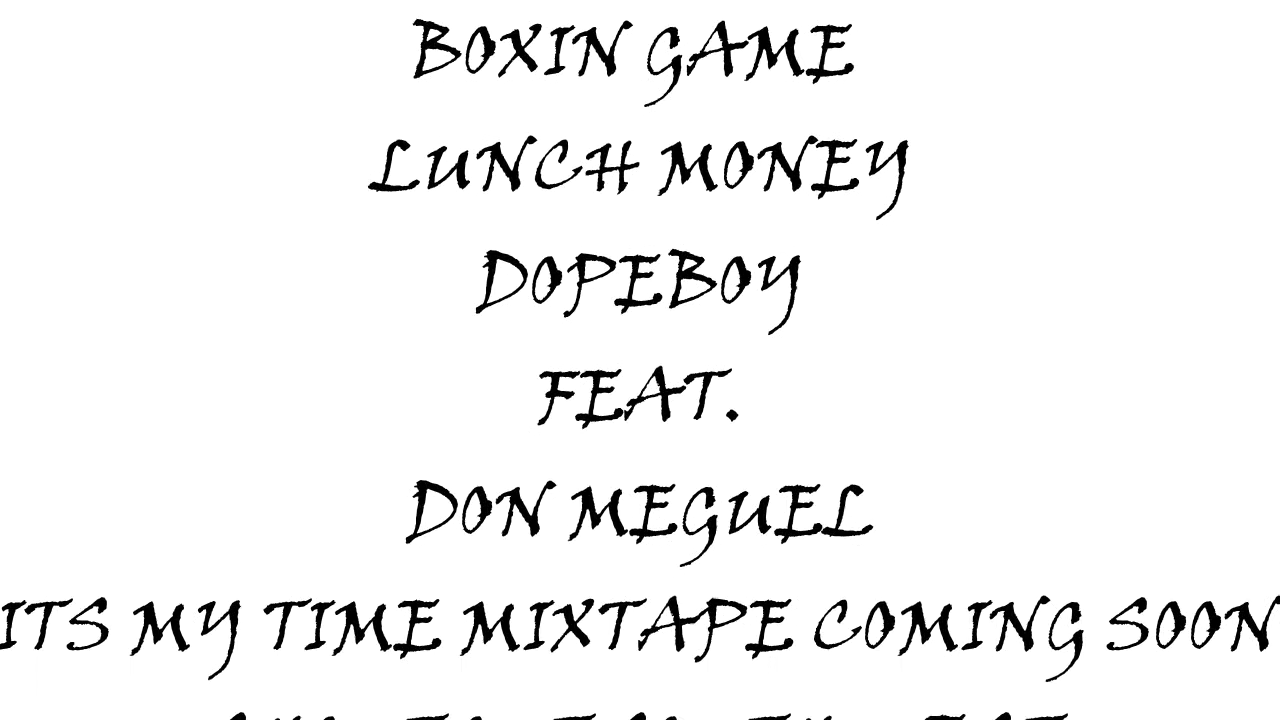 BOXIN GAME
LUNCH MONEY
DOPEBOY
FEAT.
DON MEGUEL
ITS MY TIME MIXTAPE COMING SOON